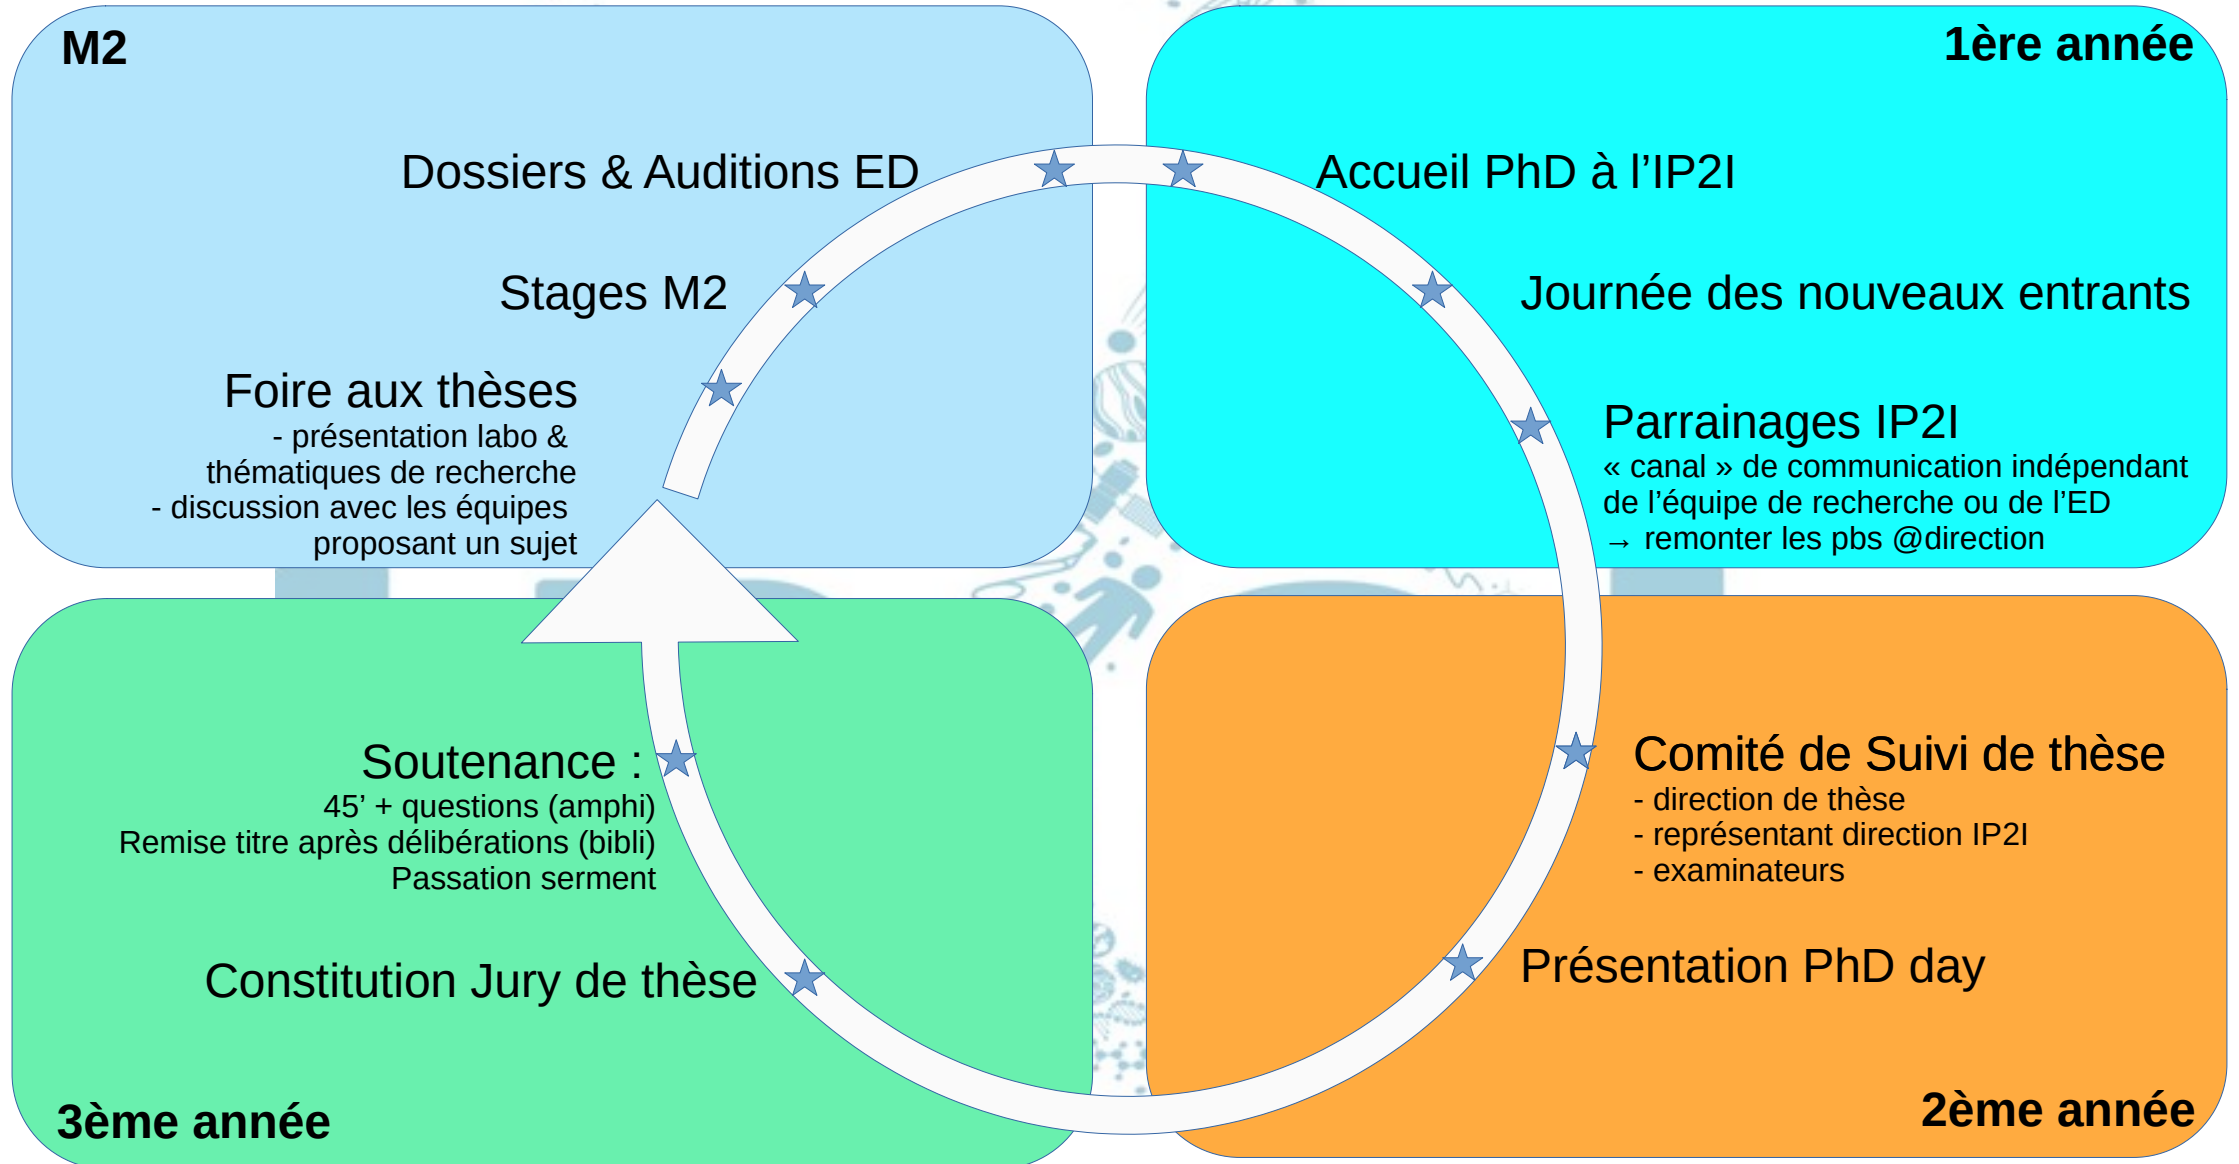 M2
Dossiers & Auditions ED
Stages M2
Foire aux thèses
- présentation labo &
thématiques de recherche
- discussion avec les équipes
proposant un sujet
1ère année
Accueil PhD à l’IP2I
Journée des nouveaux entrants
Parrainages IP2I
« canal » de communication indépendant
de l’équipe de recherche ou de l’ED
→ remonter les pbs @direction
Comité de Suivi de thèse
- direction de thèse
- représentant direction IP2I
- examinateurs
Présentation PhD day
2ème année
Soutenance :
45’ + questions (amphi)
Remise titre après délibérations (bibli)
Passation serment
Constitution Jury de thèse
3ème année